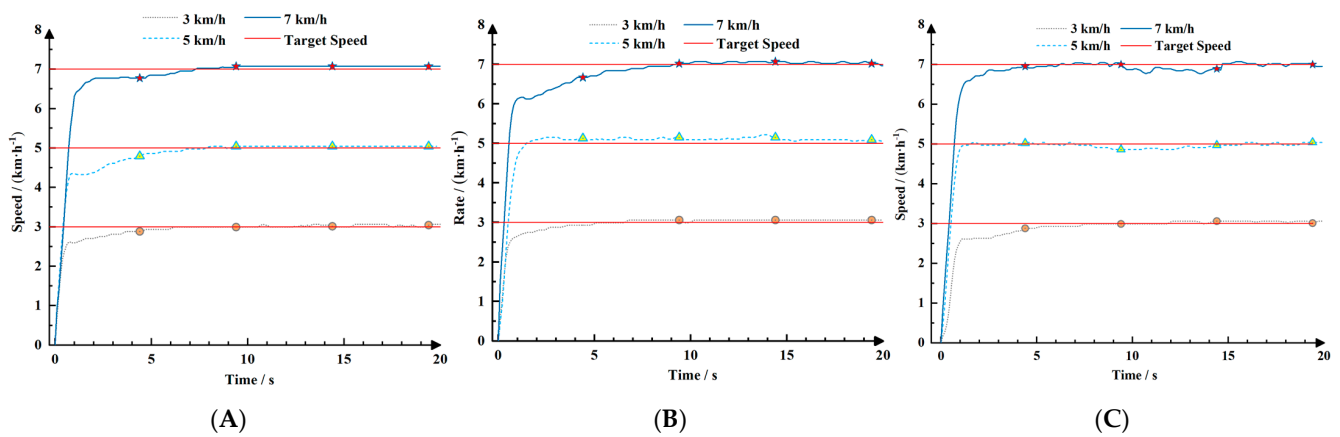 3 km/h 7 km/h
5 km/h Target Speed
Speed / (km·h⁻¹)
8
7
6
5
4
3
2
1
0
0 5 10 15 20
Time / s
(A)
3 km/h 7 km/h
5 km/h Target Speed
Rate / (km·h⁻¹)
8
7
6
5
4
3
2
1
0
0 5 10 15 20
Time / s
(B)
3 km/h 7 km/h
5 km/h Target Speed
Speed / (km·h⁻¹)
8
7
6
5
4
3
2
1
0
0 5 10 15 20
Time / s
(C)